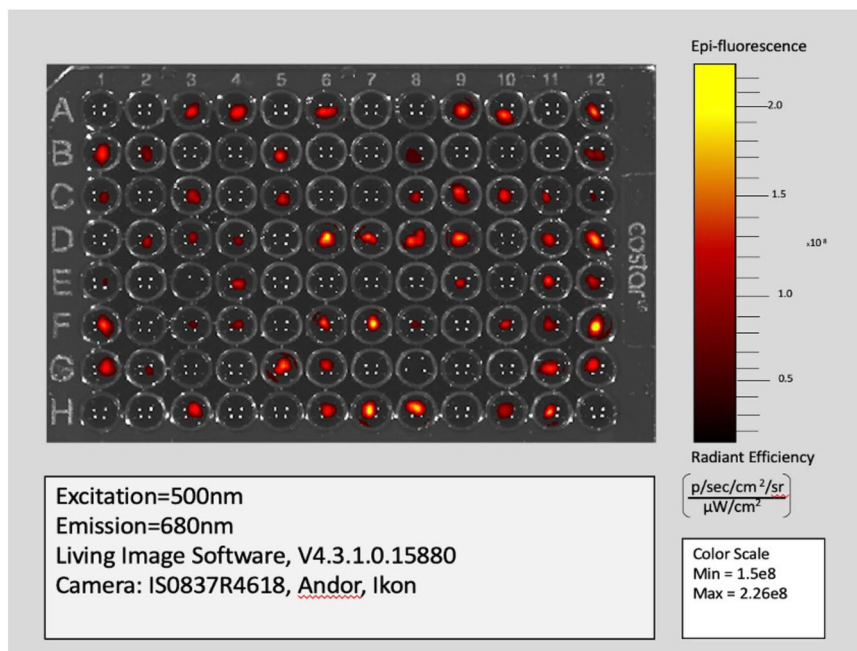 Epi-fluorescence
1 2 3 4 5 6 7 8 9 10 11 12
A
B
C
D
E
F
G
H
costar
2.0
1.5
x10 8
1.0
0.5
Radiant Efficiency
p/sec/cm²/sr
µW/cm²
Excitation=500nm
Emission=680nm
Living Image Software, V4.3.1.0.15880
Camera: IS0837R4618, Andor, Ikon
Color Scale
Min = 1.5e8
Max = 2.26e8